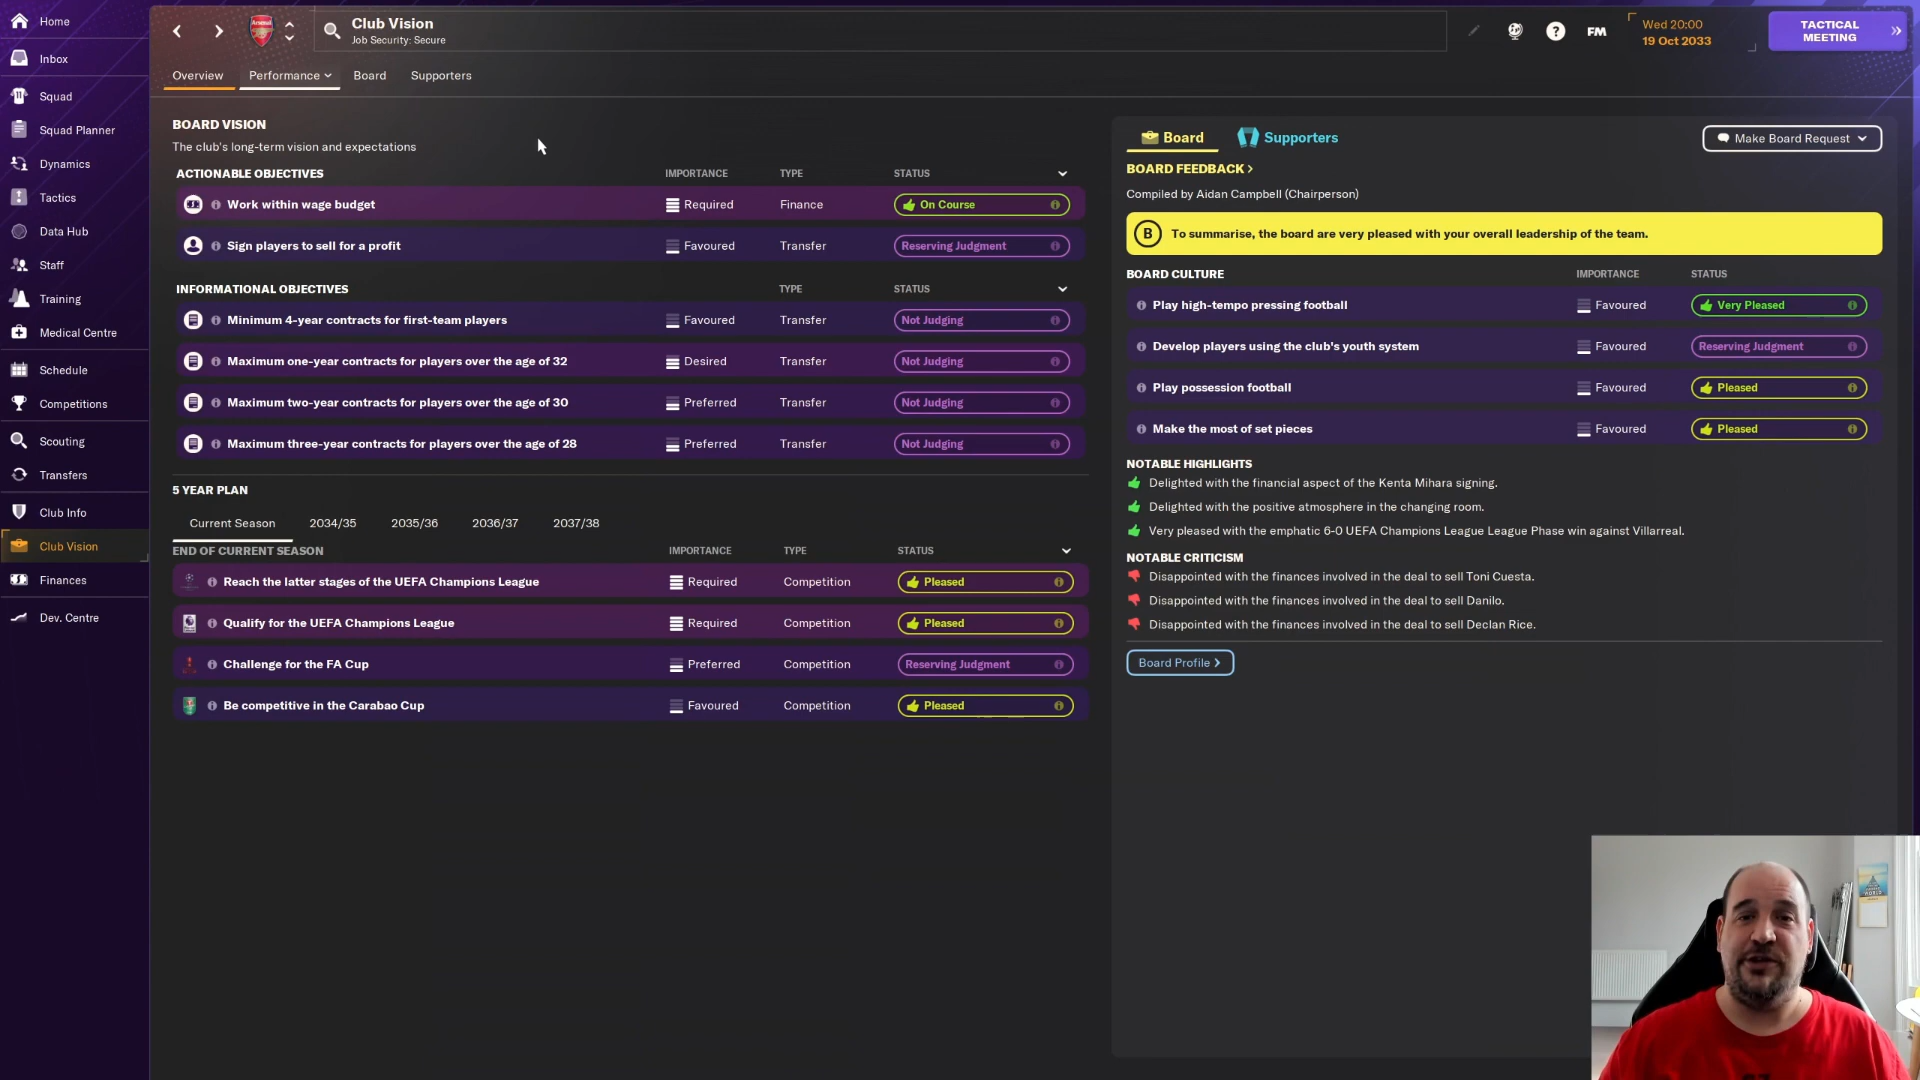 Home
Inbox
Squad
Squad Planner
Dynamics
Tactics
Data Hub
Staff
Training
Medical Centre
Schedule
Competitions
Scouting
Transfers
Club Info
Club Vision
Finances
Dev. Centre
Club Vision
Job Security: Secure
FM
Wed 20:00
19 Oct 2033
TACTICAL
MEETING
Overview
Performance
Board
Supporters
BOARD VISION
The club's long-term vision and expectations
ACTIONABLE OBJECTIVES IMPORTANCE TYPE STATUS
Work within wage budget Required Finance On Course
Sign players to sell for a profit Favoured Transfer Reserving Judgment
INFORMATIONAL OBJECTIVES TYPE STATUS
Minimum 4-year contracts for first-team players Favoured Transfer Not Judging
Maximum one-year contracts for players over the age of 32 Desired Transfer Not Judging
Maximum two-year contracts for players over the age of 30 Preferred Transfer Not Judging
Maximum three-year contracts for players over the age of 28 Preferred Transfer Not Judging
5 YEAR PLAN
Current Season 2034/35 2035/36 2036/37 2037/38
END OF CURRENT SEASON IMPORTANCE TYPE STATUS
Reach the latter stages of the UEFA Champions League Required Competition Pleased
Qualify for the UEFA Champions League Required Competition Pleased
Challenge for the FA Cup Preferred Competition Reserving Judgment
Be competitive in the Carabao Cup Favoured Competition Pleased
Board Supporters
Make Board Request
BOARD FEEDBACK >
Compiled by Aidan Campbell (Chairperson)
B To summarise, the board are very pleased with your overall leadership of the team.
BOARD CULTURE IMPORTANCE STATUS
Play high-tempo pressing football Favoured Very Pleased
Develop players using the club's youth system Favoured Reserving Judgment
Play possession football Favoured Pleased
Make the most of set pieces Favoured Pleased
NOTABLE HIGHLIGHTS
Delighted with the financial aspect of the Kenta Mihara signing.
Delighted with the positive atmosphere in the changing room.
Very pleased with the emphatic 6-0 UEFA Champions League League Phase win against Villarreal.
NOTABLE CRITICISM
Disappointed with the finances involved in the deal to sell Toni Cuesta.
Disappointed with the finances involved in the deal to sell Danilo.
Disappointed with the finances involved in the deal to sell Declan Rice.
Board Profile >